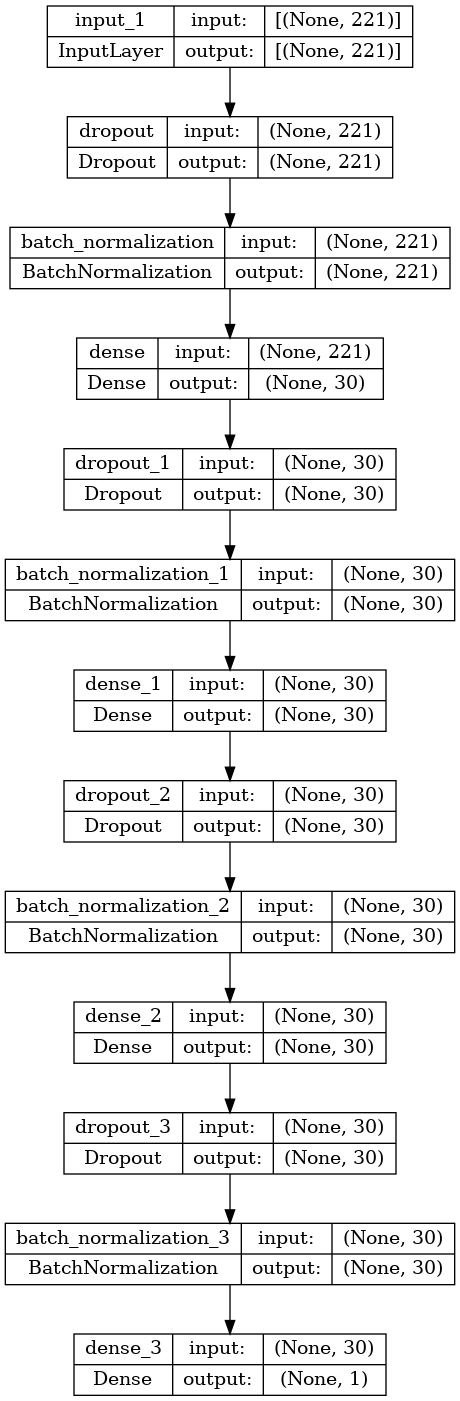 input_1 input: [(None, 221)]
InputLayer output: [(None, 221)]
dropout input: (None, 221)
Dropout output: (None, 221)
batch_normalization input: (None, 221)
BatchNormalization output: (None, 221)
dense input: (None, 221)
Dense output: (None, 30)
dropout_1 input: (None, 30)
Dropout output: (None, 30)
batch_normalization_1 input: (None, 30)
BatchNormalization output: (None, 30)
dense_1 input: (None, 30)
Dense output: (None, 30)
dropout_2 input: (None, 30)
Dropout output: (None, 30)
batch_normalization_2 input: (None, 30)
BatchNormalization output: (None, 30)
dense_2 input: (None, 30)
Dense output: (None, 30)
dropout_3 input: (None, 30)
Dropout output: (None, 30)
batch_normalization_3 input: (None, 30)
BatchNormalization output: (None, 30)
dense_3 input: (None, 30)
Dense output: (None, 1)